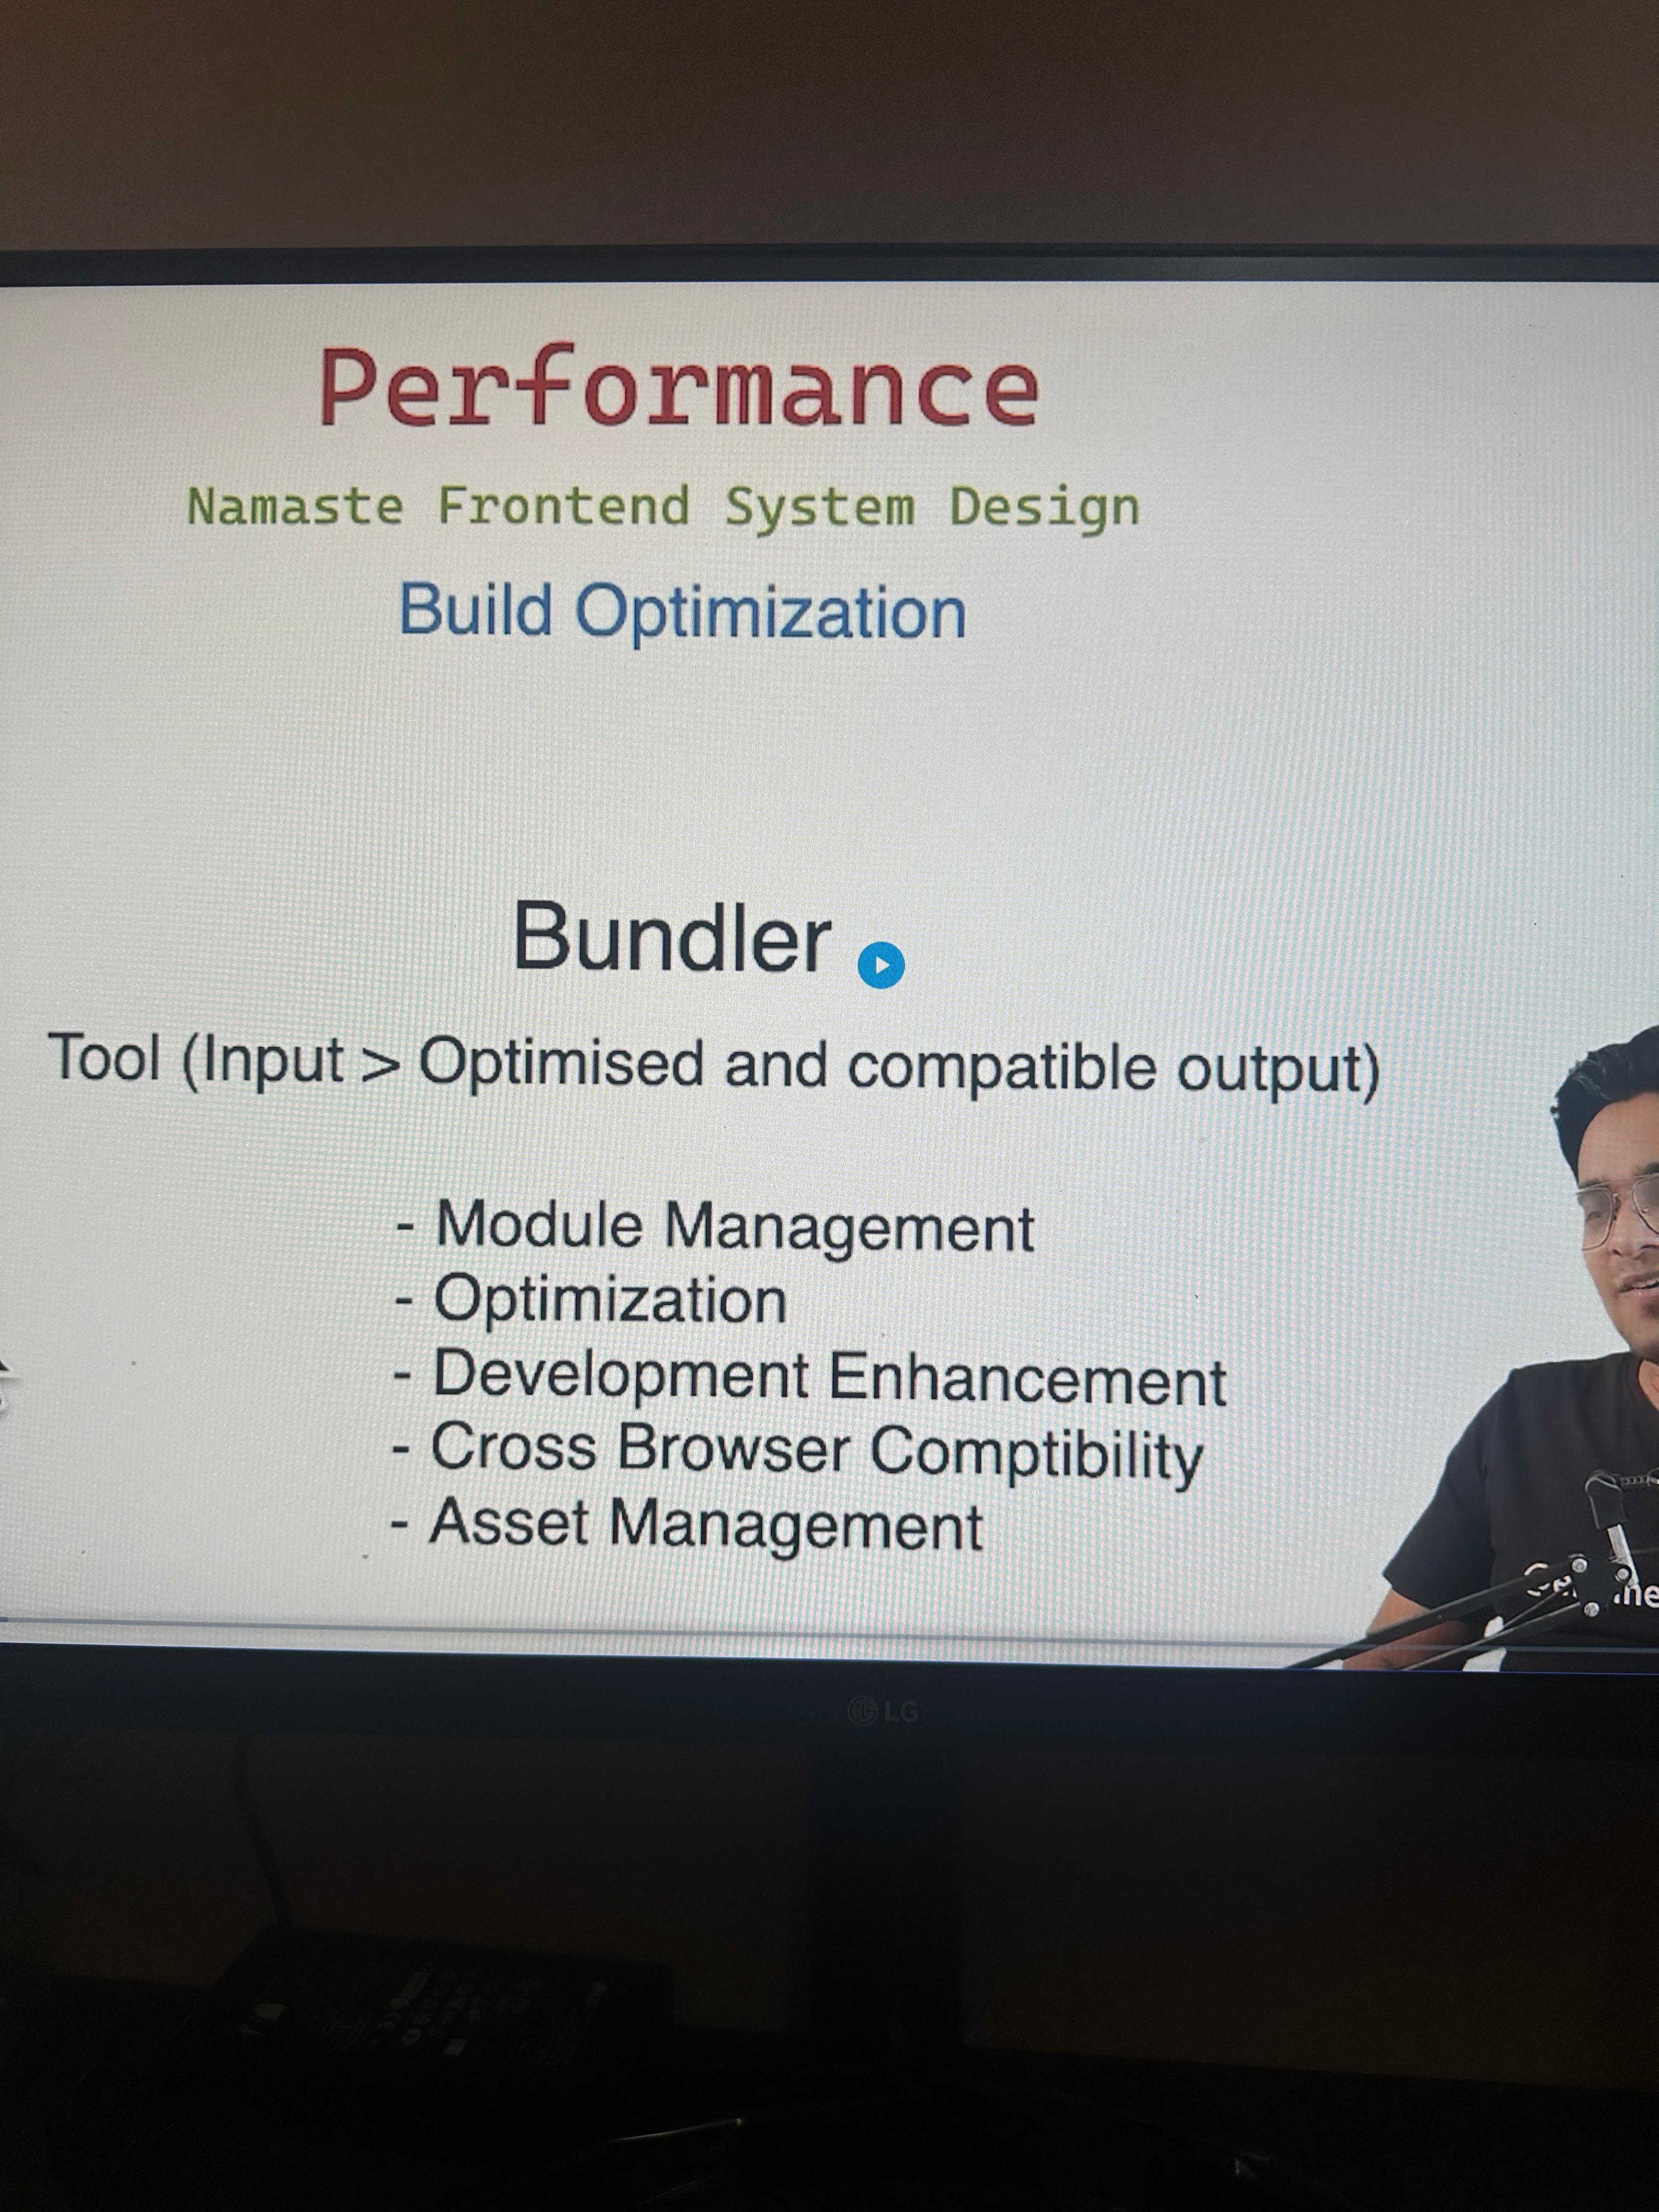 Performance
Namaste Frontend System Design
Build Optimization
Bundler
Tool (Input > Optimised and compatible output)
- Module Management
- Optimization
- Development Enhancement
- Cross Browser Comptibility
- Asset Management
LG